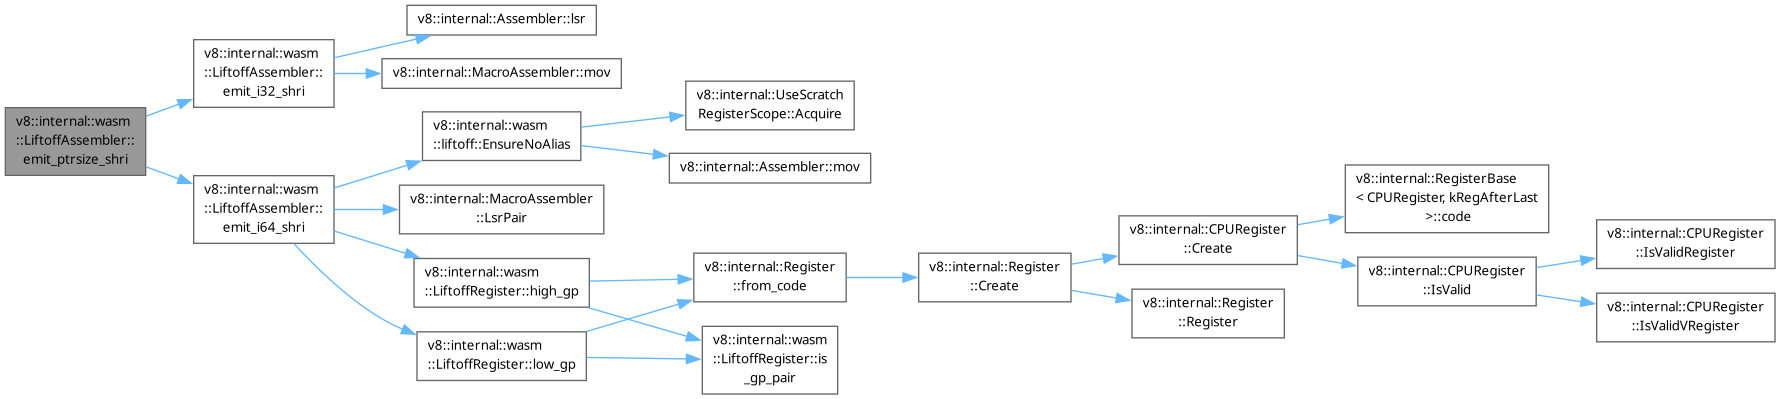 v8::internal::wasm
::LiftoffAssembler::
emit_ptrsize_shri
v8::internal::wasm
::LiftoffAssembler::
emit_i32_shri
v8::internal::Assembler::lsr
v8::internal::MacroAssembler::mov
v8::internal::wasm
::LiftoffAssembler::
emit_i64_shri
v8::internal::wasm
::liftoff::EnsureNoAlias
v8::internal::UseScratch
RegisterScope::Acquire
v8::internal::Assembler::mov
v8::internal::MacroAssembler
::LsrPair
v8::internal::wasm
::LiftoffRegister::high_gp
v8::internal::wasm
::LiftoffRegister::low_gp
v8::internal::Register
::from_code
v8::internal::wasm
::LiftoffRegister::is
_gp_pair
v8::internal::Register
::Create
v8::internal::CPURegister
::Create
v8::internal::Register
::Register
v8::internal::RegisterBase
< CPURegister, kRegAfterLast
>::code
v8::internal::CPURegister
::IsValid
v8::internal::CPURegister
::IsValidRegister
v8::internal::CPURegister
::IsValidVRegister